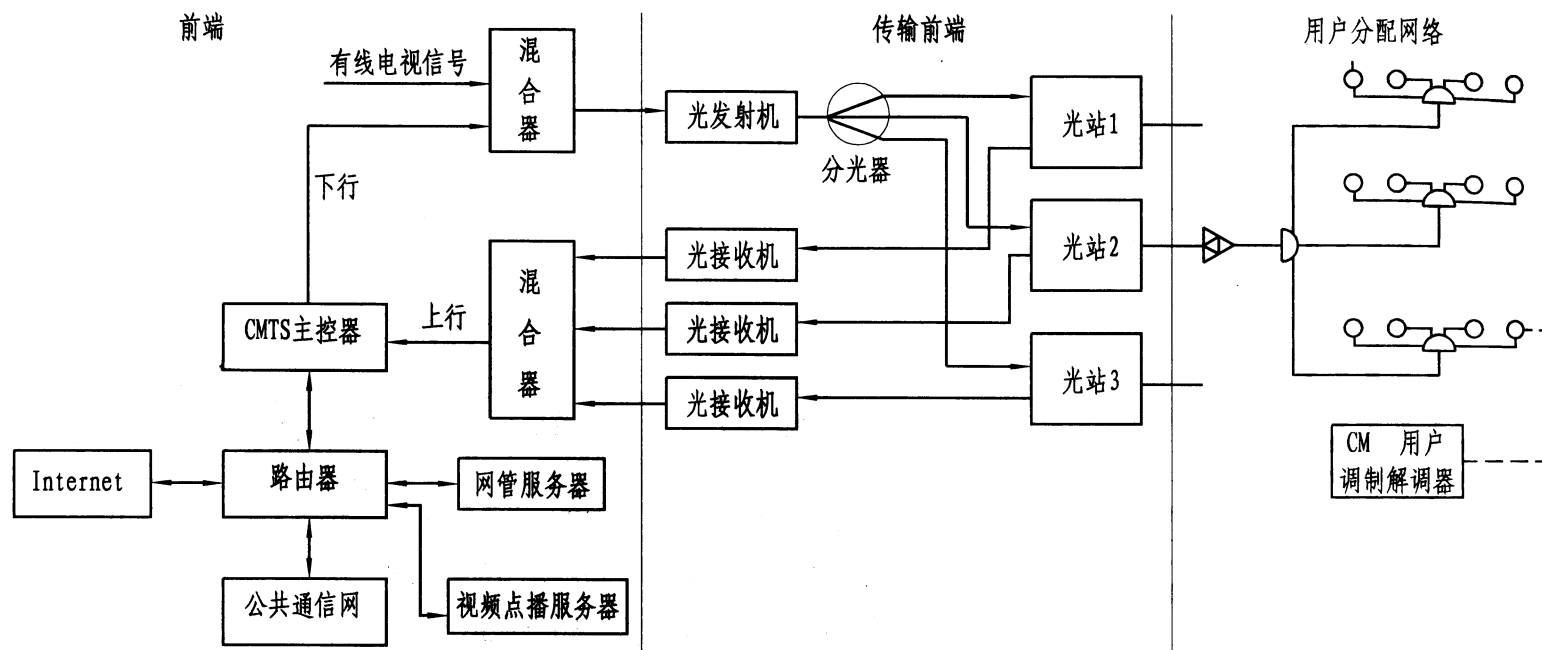 前端
传输前端
用户分配网络
有线电视信号
混合器
光发射机
分光器
光站1
下行
光站2
光接收机
混合器
上行
CMTS主控器
光接收机
光站3
光接收机
CM 用户
调制解调器
Internet
路由器
网管服务器
公共通信网
视频点播服务器